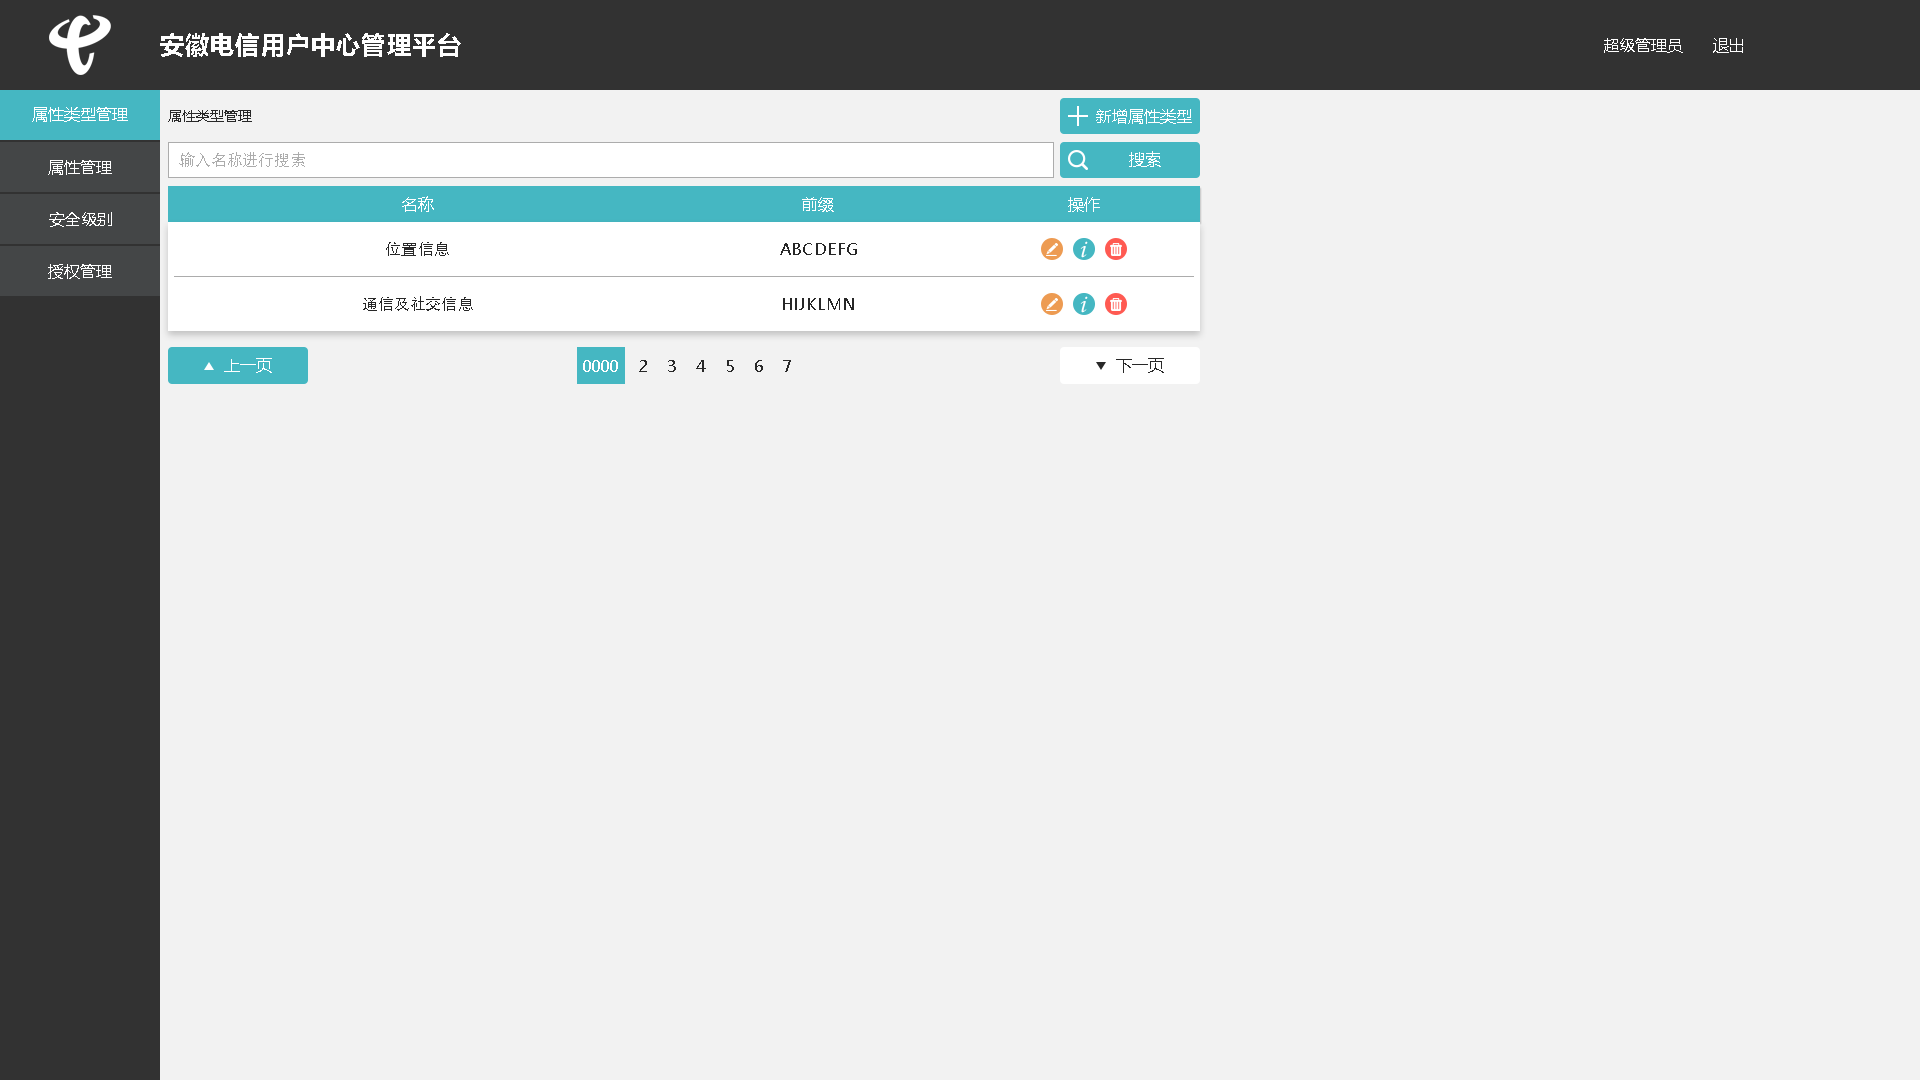 安徽电信用户中心管理平台
超级管理员 退出
属性类型管理
属性管理
安全级别
授权管理
属性类型管理
新增属性类型
输入名称进行搜索
搜索
名称 前缀 操作
位置信息 ABCDEFG
通信及社交信息 HIJKLMN
上一页 0000 2 3 4 5 6 7 下一页